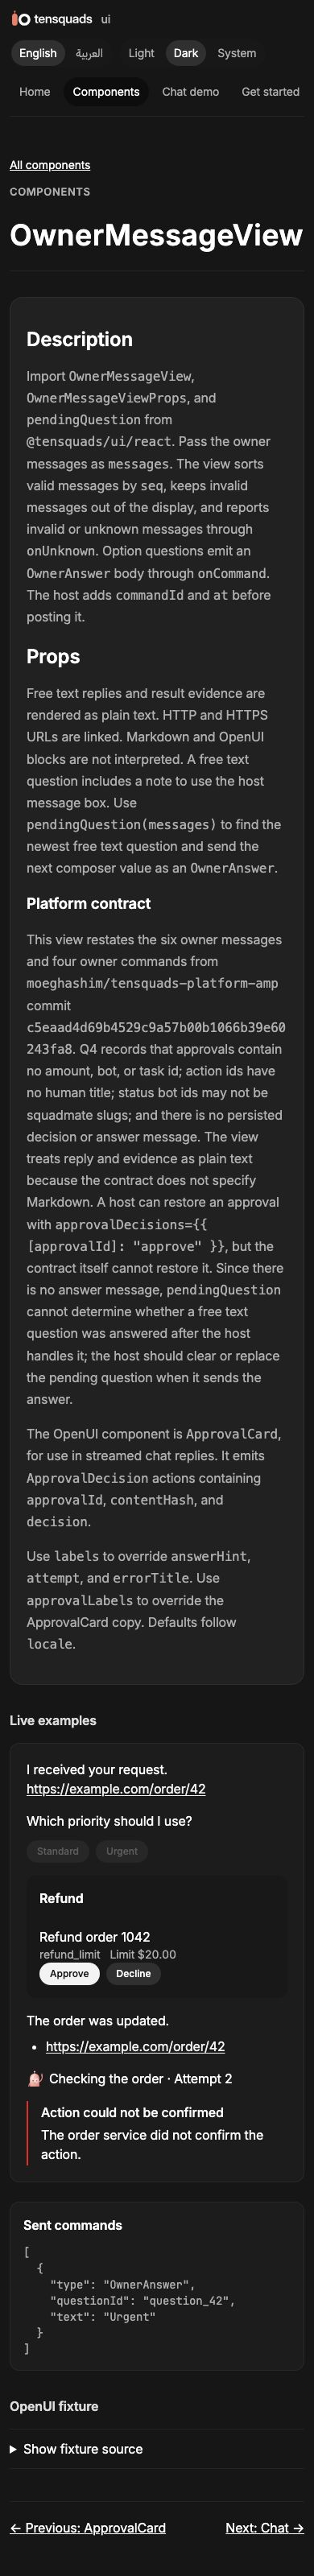 tensquads ui
English العربية Light Dark System
Home Components Chat demo Get started
All components
COMPONENTS
OwnerMessageView
Description
Import OwnerMessageView,
OwnerMessageViewProps, and
pendingQuestion from
@tensquads/ui/react. Pass the owner
messages as messages. The view sorts
valid messages by seq, keeps invalid
messages out of the display, and reports
invalid or unknown messages through
onUnknown. Option questions emit an
OwnerAnswer body through onCommand.
The host adds commandId and at before
posting it.
Props
Free text replies and result evidence are
rendered as plain text. HTTP and HTTPS
URLs are linked. Markdown and OpenUI
blocks are not interpreted. A free text
question includes a note to use the host
message box. Use
pendingQuestion(messages) to find the
newest free text question and send the
next composer value as an OwnerAnswer.
Platform contract
This view restates the six owner messages
and four owner commands from
moeghashim/tensquads-platform-amp
commit
c5eaad4d69b4529c9a57b00b1066b39e60
243fa8. Q4 records that approvals contain
no amount, bot, or task id; action ids have
no human title; status bot ids may not be
squadmate slugs; and there is no persisted
decision or answer message. The view
treats reply and evidence as plain text
because the contract does not specify
Markdown. A host can restore an approval
with approvalDecisions={{
[approvalId]: "approve" }}, but the
contract itself cannot restore it. Since there
is no answer message, pendingQuestion
cannot determine whether a free text
question was answered after the host
handles it; the host should clear or replace
the pending question when it sends the
answer.
The OpenUI component is ApprovalCard,
for use in streamed chat replies. It emits
ApprovalDecision actions containing
approvalId, contentHash, and
decision.
Use labels to override answerHint,
attempt, and errorTitle. Use
approvalLabels to override the
ApprovalCard copy. Defaults follow
locale.
Live examples
I received your request.
https://example.com/order/42
Which priority should I use?
Standard Urgent
Refund
Refund order 1042
refund_limit Limit $20.00
Approve Decline
The order was updated.
• https://example.com/order/42
Checking the order · Attempt 2
Action could not be confirmed
The order service did not confirm the
action.
Sent commands
[
{
"type": "OwnerAnswer",
"questionId": "question_42",
"text": "Urgent"
}
]
OpenUI fixture
▶ Show fixture source
← Previous: ApprovalCard Next: Chat →